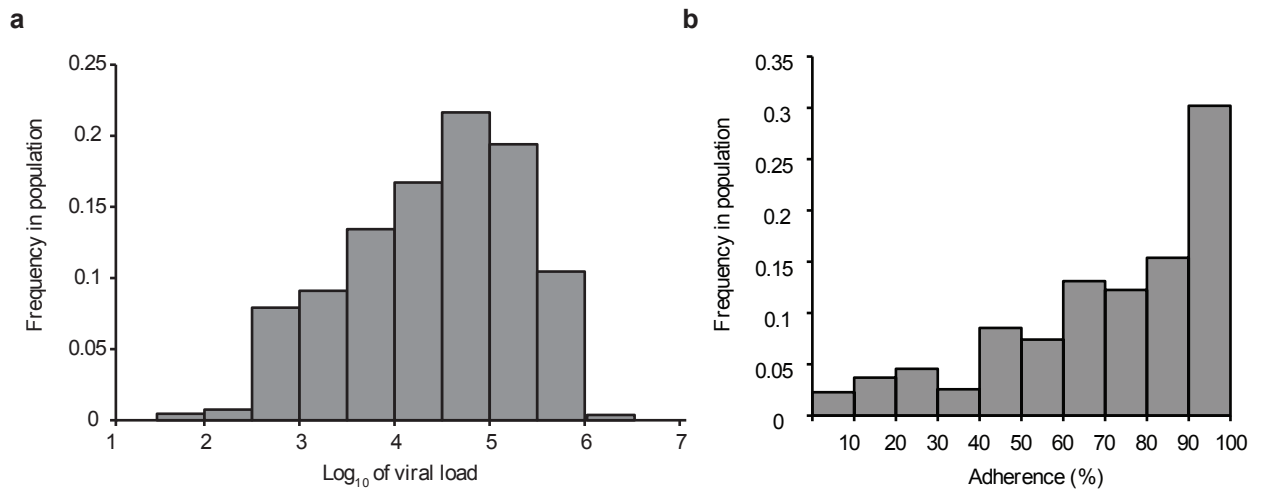 a
Frequency in population
0.25
0.2
0.15
0.1
0.05
0
1 2 3 4 5 6 7
Log10 of viral load
b
Frequency in population
0.35
0.3
0.25
0.2
0.15
0.1
0.05
0
10 20 30 40 50 60 70 80 90 100
Adherence (%)